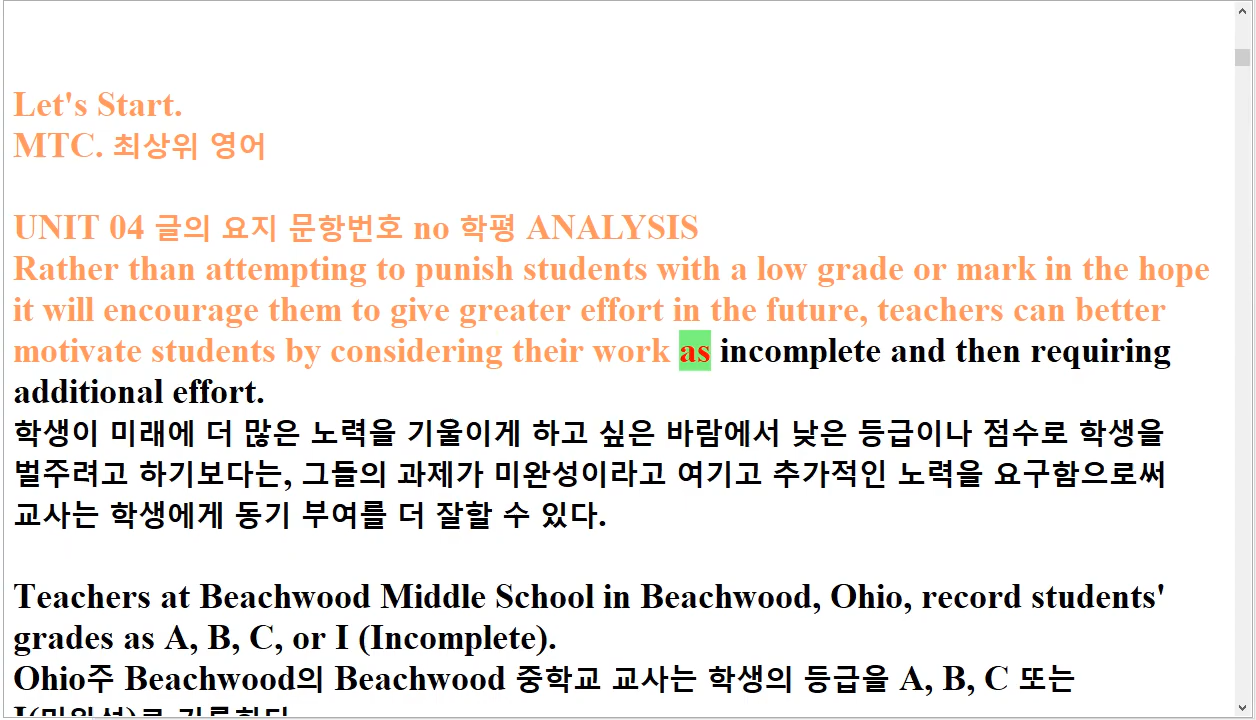 Let's Start.
MTC. 최상위 영어
UNIT 04 글의 요지 문항번호 no 학평 ANALYSIS
Rather than attempting to punish students with a low grade or mark in the hope
it will encourage them to give greater effort in the future, teachers can better
motivate students by considering their work as incomplete and then requiring
additional effort.
학생이 미래에 더 많은 노력을 기울이게 하고 싶은 바람에서 낮은 등급이나 점수로 학생을
벌주려고 하기보다는, 그들의 과제가 미완성이라고 여기고 추가적인 노력을 요구함으로써
교사는 학생에게 동기 부여를 더 잘할 수 있다.
Teachers at Beachwood Middle School in Beachwood, Ohio, record students'
grades as A, B, C, or I (Incomplete).
Ohio주 Beachwood의 Beachwood 중학교 교사는 학생의 등급을 A, B, C 또는
I(미완성)로 기록한다